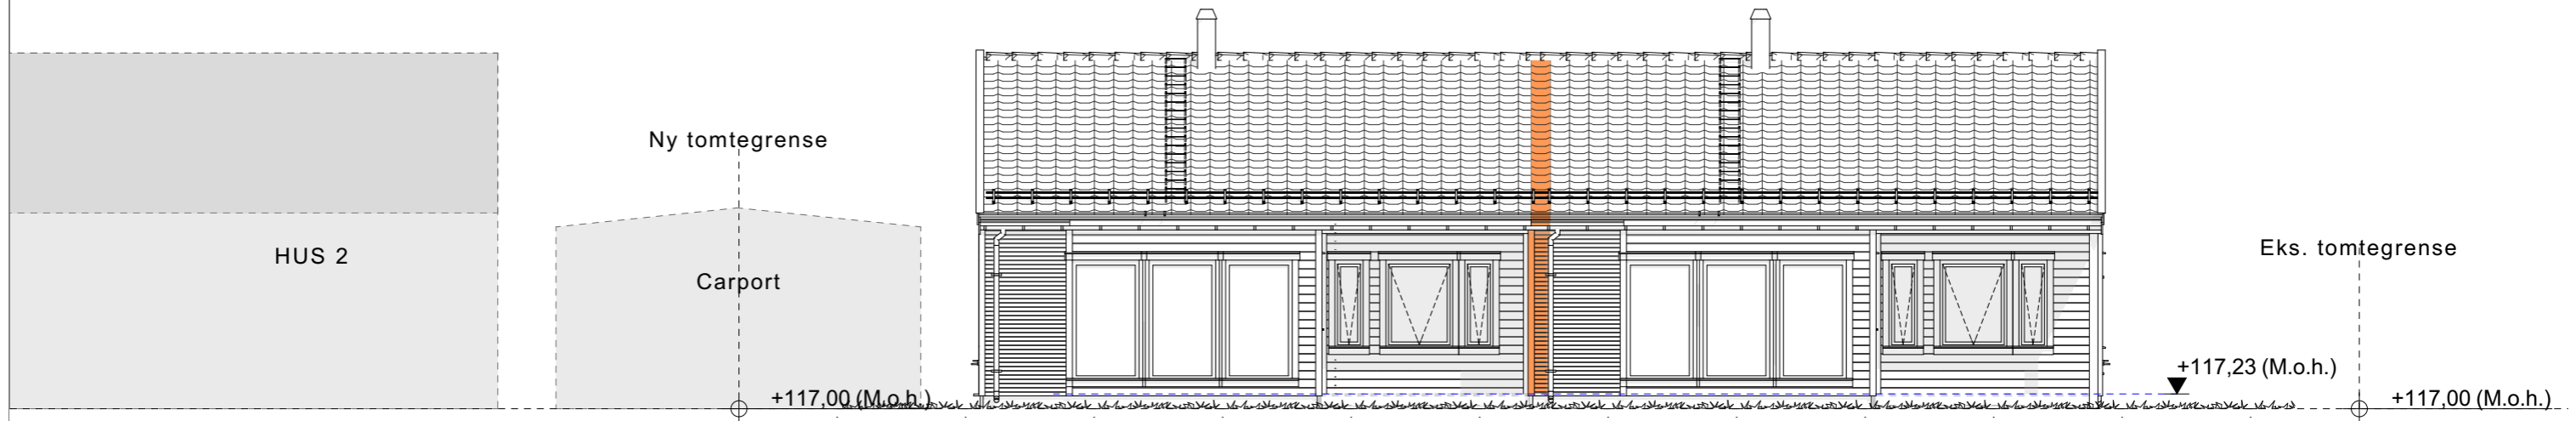 Ny tomtegrense
HUS 2
Carport
Eks. tomtegrense
+117,23 (M.o.h.)
+117,00 (M.o.h.)
+117,00 (M.o.h.)